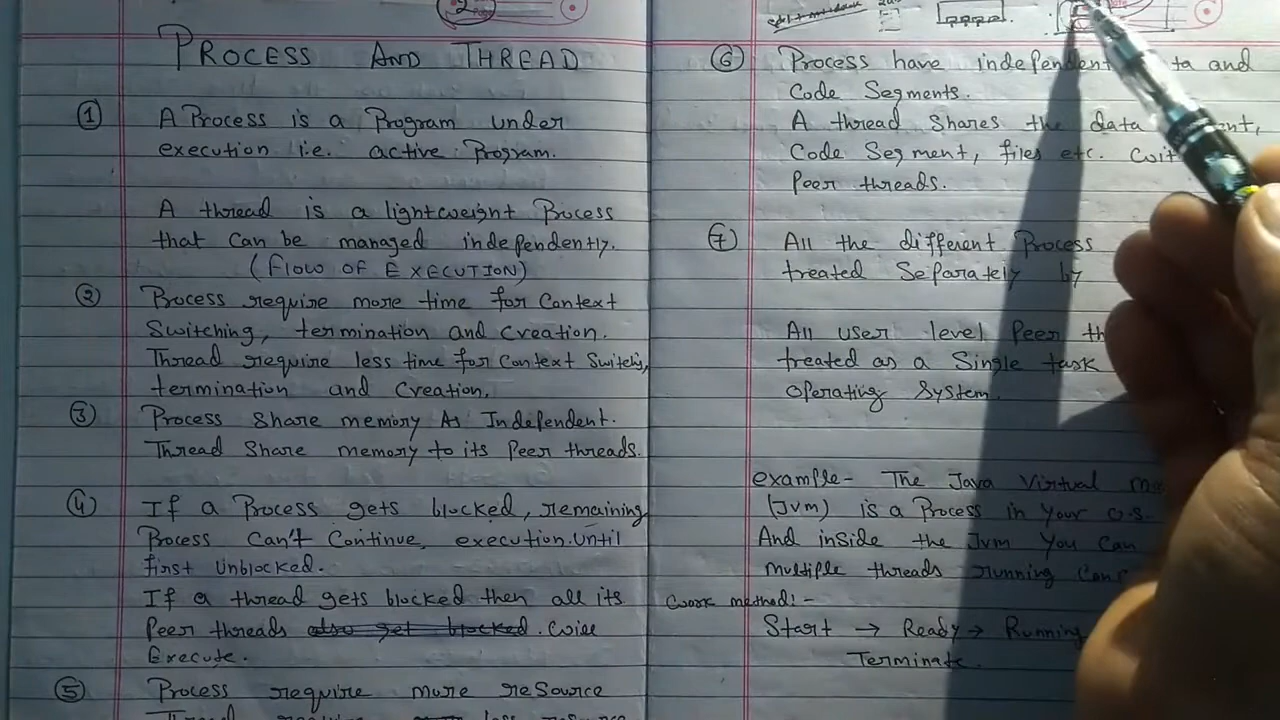 PROCESS AND THREAD
① A Process is a Program under
execution i.e. active Program.
A thread is a lightweight Process
that can be managed independently.
(FLOW OF EXECUTION)
② Process require more time for Context
Switching, termination and Creation.
Thread require less time for Context
termination and Creation.
③ Process Share memory As Independent.
Thread Share memory to its Peer threads.
④ If a Process gets blocked, remaining
Process Can't Continue execution until
first Unblocked.
If a thread gets blocked then all its
Peer threads also get blocked. will
Execute.
⑤ Process require more resource
Thread require less
⑥ Process have independent and
Code Segments.
A thread Shares the data
Code Segment, files etc.
Peer threads.
⑦ All the different Process
treated Separately by
All User level Peer
treated as a Single task
Operating System.
example- The Java Virtual
(Jvm) is a Process in Your O.S.
And inside the Jvm You Can
multiple threads running
Work method:-
Start → Ready → Running
Terminate.